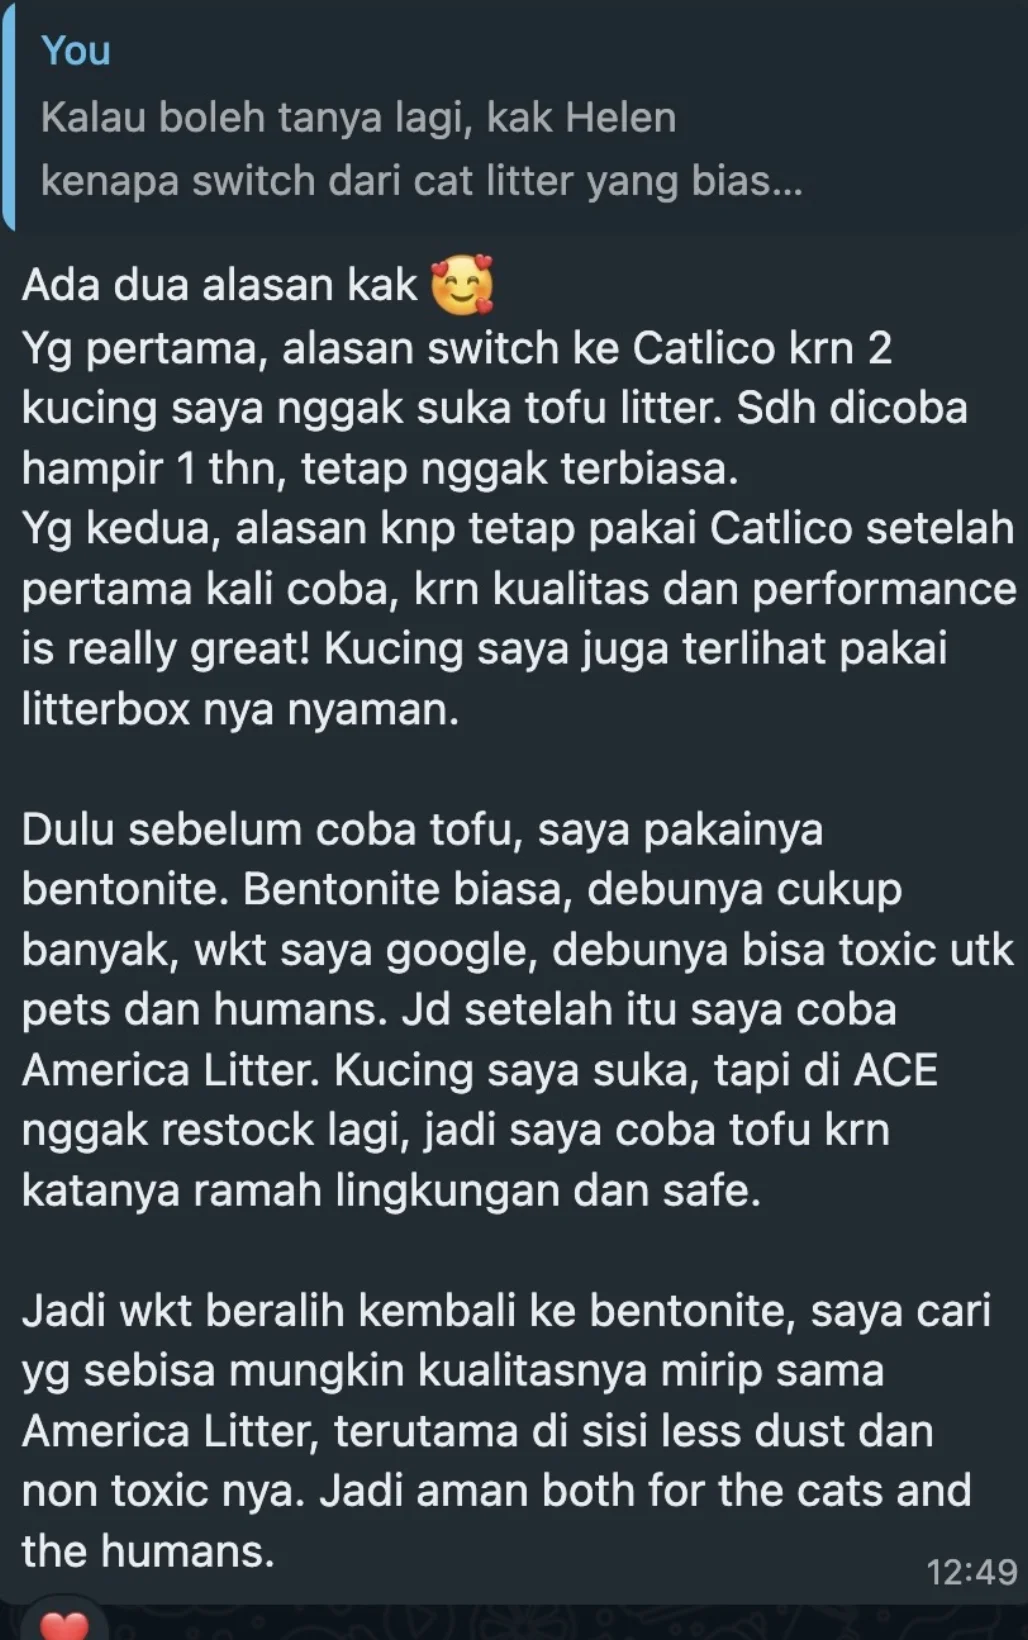 You
Kalau boleh tanya lagi, kak Helen
kenapa switch dari cat litter yang bias...
Ada dua alasan kak 🥰
Yg pertama, alasan switch ke Catlico krn 2
kucing saya nggak suka tofu litter. Sdh dicoba
hampir 1 thn, tetap nggak terbiasa.
Yg kedua, alasan knp tetap pakai Catlico setelah
pertama kali coba, krn kualitas dan performance
is really great! Kucing saya juga terlihat pakai
litterbox nya nyaman.
Dulu sebelum coba tofu, saya pakainya
bentonite. Bentonite biasa, debunya cukup
banyak, wkt saya google, debunya bisa toxic utk
pets dan humans. Jd setelah itu saya coba
America Litter. Kucing saya suka, tapi di ACE
nggak restock lagi, jadi saya coba tofu krn
katanya ramah lingkungan dan safe.
Jadi wkt beralih kembali ke bentonite, saya cari
yg sebisa mungkin kualitasnya mirip sama
America Litter, terutama di sisi less dust dan
non toxic nya. Jadi aman both for the cats and
the humans.
12:49